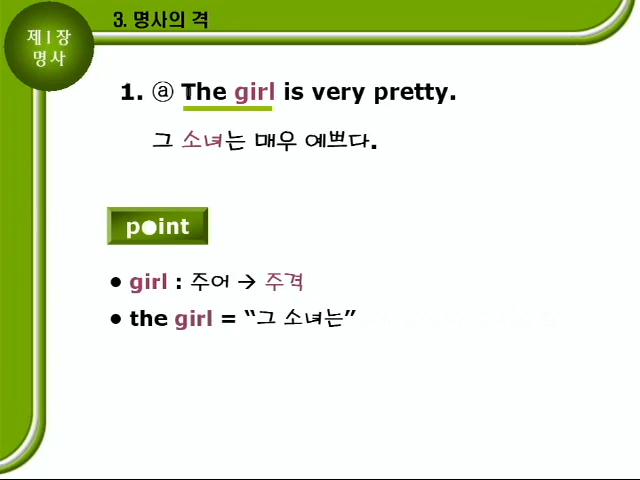 3. 명사의 격
제1장
명사
1. ⓐ The girl is very pretty.
그 소녀는 매우 예쁘다.
point
● girl : 주어 → 주격
● the girl = “그 소녀는”